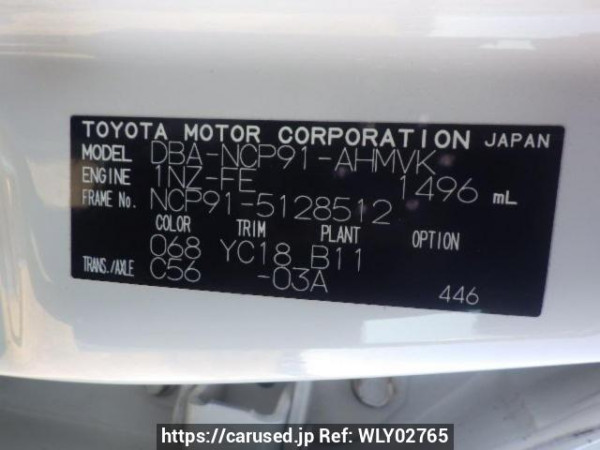 TOYOTA MOTOR CORPORATION JAPAN
MODEL DBA-NCP91-AHMVK
ENGINE 1NZ-FE 1496 mL
FRAME No. NCP91-5128512
COLOR TRIM PLANT OPTION
068 YC18 B11
TRANS./AXLE C56 -03A
446
https://carused.jp Ref: WLY02765